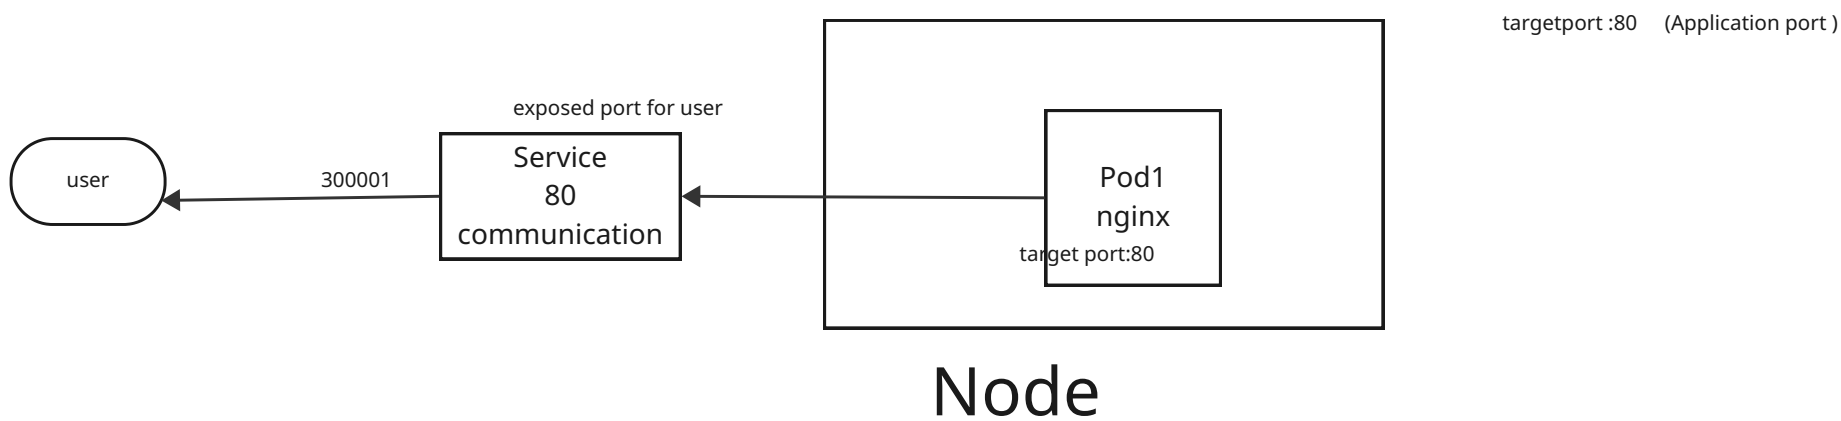 targetport :80 (Application port )
exposed port for user
user
300001
Service
80
communication
Pod1
nginx
target port:80
Node